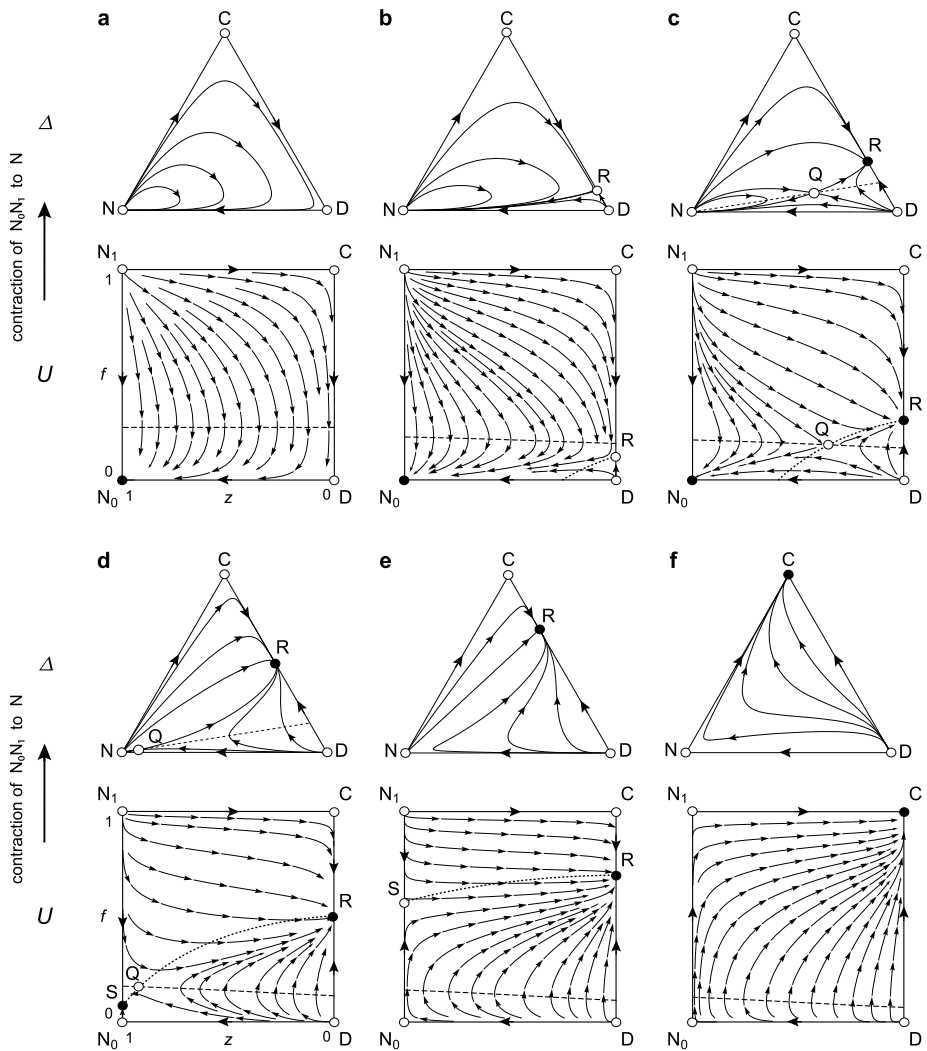 a
b
c
C
C
C
Δ
R
R
Q
N
D
N
D
N
D
contraction of N₀N₁ to N
N₁
C
N₁
C
N₁
C
1
U
f
R
Q
R
0
N₀
1
z
0
D
N₀
D
N₀
D
d
e
f
C
C
C
R
R
Δ
Q
N
D
N
D
N
D
contraction of N₀N₁ to N
N₁
C
N₁
C
N₁
C
1
R
S
R
U
f
Q
S
0
N₀
1
z
0
D
N₀
D
N₀
D